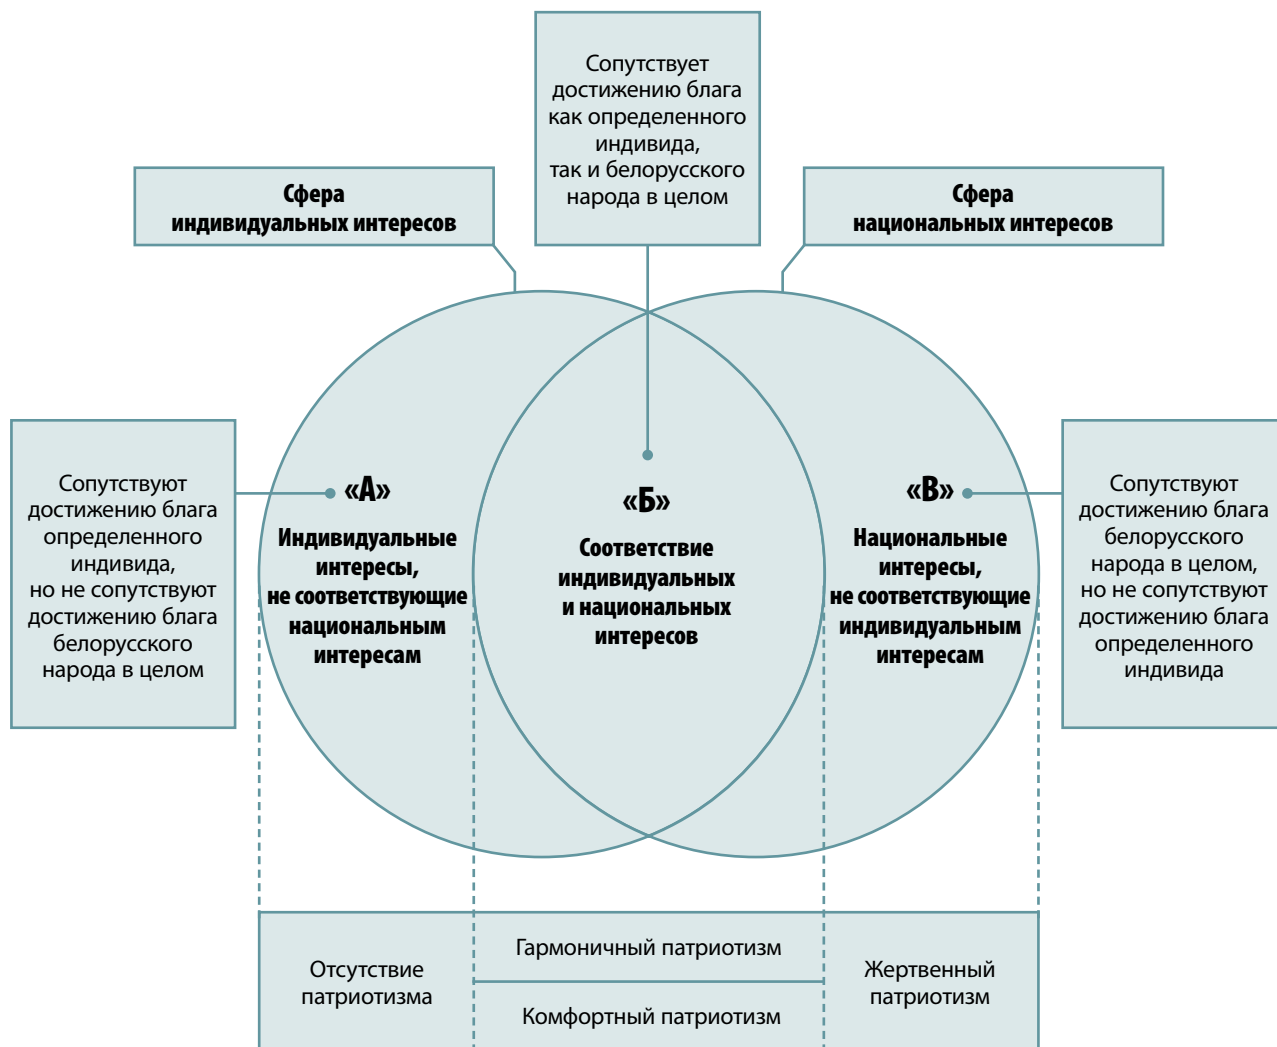 Сопутствует
достижению блага
как определенного
индивида,
так и белорусского
народа в целом
Сфера
индивидуальных интересов
Сфера
национальных интересов
Сопутствуют
достижению блага
определенного
индивида,
но не сопутствуют
достижению блага
белорусского
народа в целом
«А»
Индивидуальные
интересы,
не соответствующие
национальным
интересам
«Б»
Соответствие
индивидуальных
и национальных
интересов
«В»
Национальные
интересы,
не соответствующие
индивидуальным
интересам
Сопутствуют
достижению блага
белорусского
народа в целом,
но не сопутствуют
достижению блага
определенного
индивида
Отсутствие
патриотизма
Гармоничный патриотизм
Комфортный патриотизм
Жертвенный
патриотизм